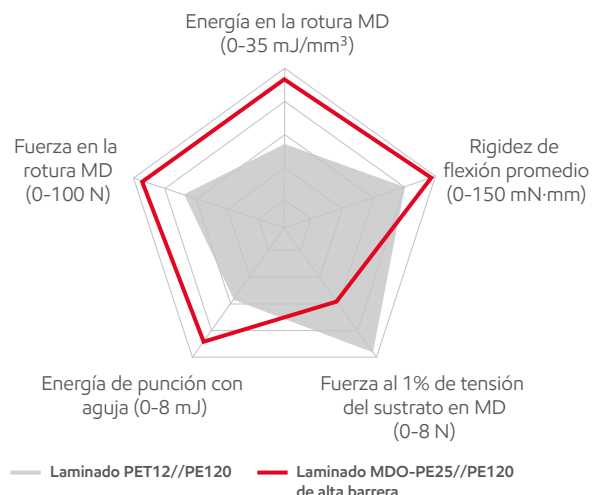 Energía en la rotura MD
(0-35 mJ/mm³)
Fuerza en la
rotura MD
(0-100 N)
Rigidez de
flexión promedio
(0-150 mN·mm)
Energía de punción con
aguja (0-8 mJ)
Fuerza al 1% de tensión
del sustrato en MD
(0-8 N)
Laminado PET12//PE120
Laminado MDO-PE25//PE120
de alta barrera